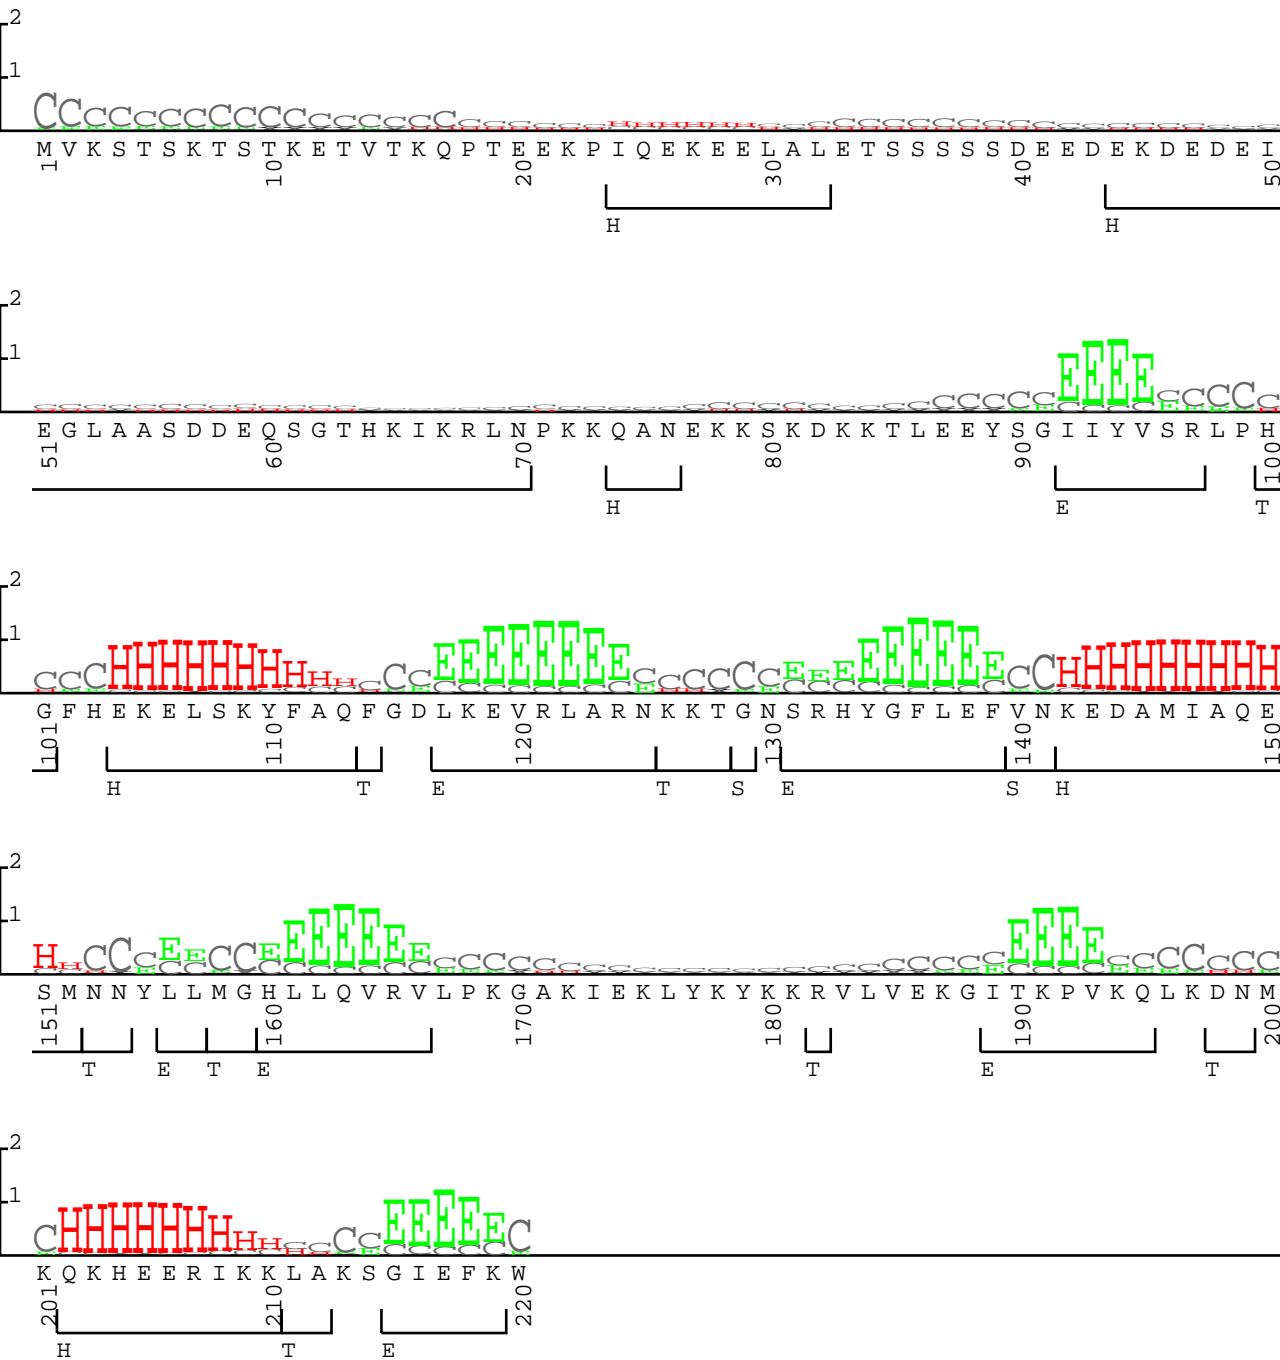 2
1
M V K S T S K T S T K E T V T K Q P T E E K P I Q E K E E L A L E T S S S S S D E E D E K D E D E I
1 10 20 30 40 50
H H
2
1
E G L A A S D D E Q S G T H K I K R L N P K K Q A N E K K S K D K K T L E E Y S G I I Y V S R L P H
51 60 70 80 90 100
H E T
2
1
G F H E K E L S K Y F A Q F G D L K E V R L A R N K K T G N S R H Y G F L E F V N K E D A M I A Q E
101 110 120 130 140 150
H T E T S E S H
2
1
S M N N Y L L M G H L L Q V R V L P K G A K I E K L Y K Y K K R V L V E K G I T K P V K Q L K D N M
151 160 170 180 190 200
T E T E T E T
2
1
K Q K H E E R I K K L A K S G I E F K W
201 210 220
H T E